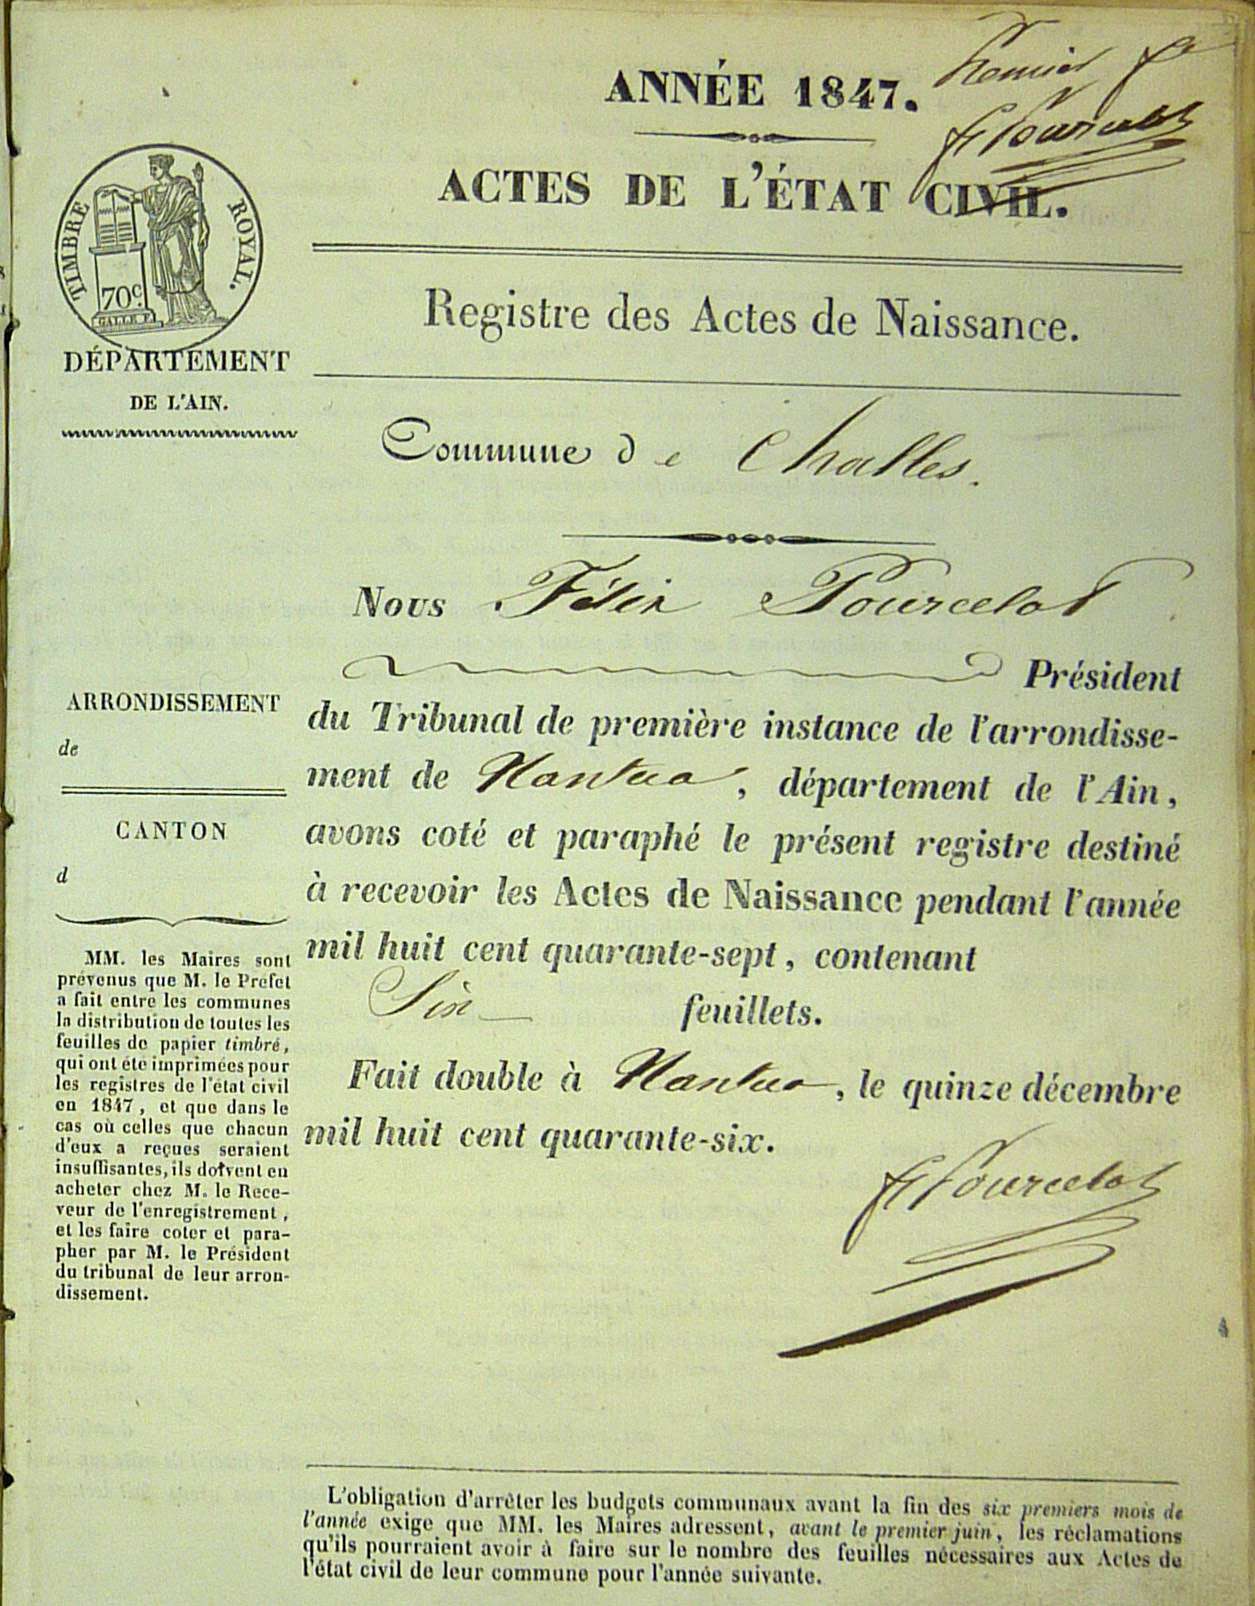 Premier fe
F Pourcelot
ANNÉE 1847.
ACTES DE L'ÉTAT CIVIL.
TIMBRE ROYAL.
70c.
GALLE F.
DÉPARTEMENT
DE L'AIN.
Registre des Actes de Naissance.
Commune de Challes.
Nous Félix Pourcelot
Président
du Tribunal de première instance de l'arrondisse-
ment de Nantua, département de l'Ain,
avons coté et paraphé le présent registre destiné
à recevoir les Actes de Naissance pendant l'année
mil huit cent quarante-sept, contenant
Six feuillets.
Fait double à Nantua, le quinze décembre
mil huit cent quarante-six.
F Pourcelot
ARRONDISSEMENT
de
CANTON
d
MM. les Maires sont
prévenus que M. le Préfet
a fait entre les communes
la distribution de toutes les
feuilles de papier timbré,
qui ont été imprimées pour
les registres de l'état civil
en 1847, et que dans le
cas où celles que chacun
d'eux a reçues seraient
insuffisantes, ils doivent en
acheter chez M. le Rece-
veur de l'enregistrement,
et les faire coter et para-
pher par M. le Président
du tribunal de leur arron-
dissement.
L'obligation d'arrêter les budgets communaux avant la fin des six premiers mois de
l'année exige que MM. les Maires adressent, avant le premier juin, les réclamations
qu'ils pourraient avoir à faire sur le nombre des feuilles nécessaires aux Actes de
l'état civil de leur commune pour l'année suivante.